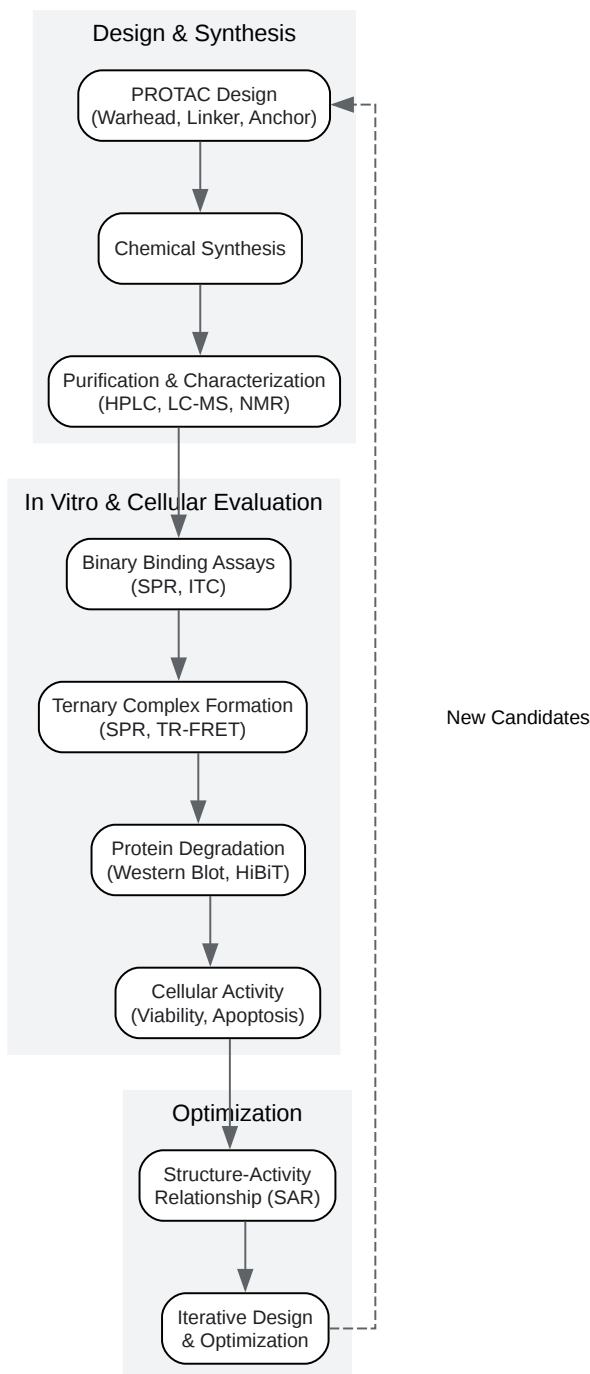 Design & Synthesis
PROTAC Design
(Warhead, Linker, Anchor)
Chemical Synthesis
Purification & Characterization
(HPLC, LC-MS, NMR)
In Vitro & Cellular Evaluation
Binary Binding Assays
(SPR, ITC)
Ternary Complex Formation
(SPR, TR-FRET)
New Candidates
Protein Degradation
(Western Blot, HiBiT)
Cellular Activity
(Viability, Apoptosis)
Optimization
Structure-Activity
Relationship (SAR)
Iterative Design
& Optimization